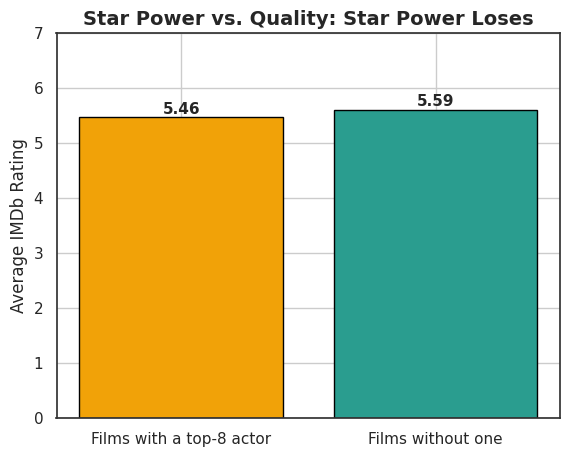 Star Power vs. Quality: Star Power Loses
Average IMDb Rating
7
6
5
4
3
2
1
0
5.46
5.59
Films with a top-8 actor
Films without one